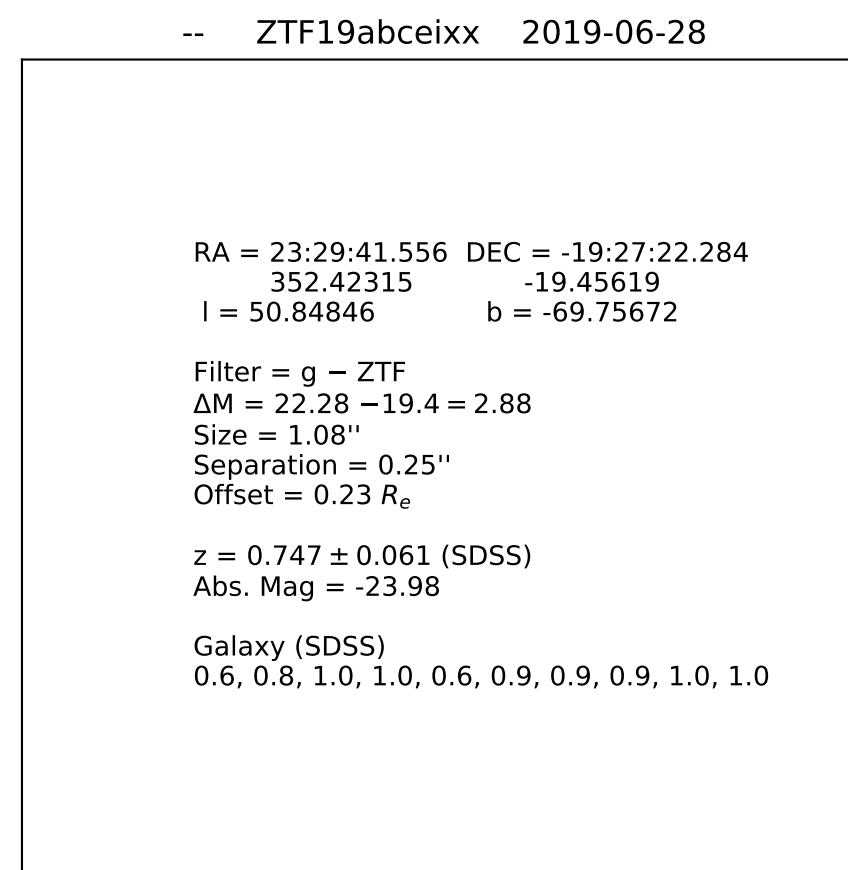 -- ZTF19abceixx 2019-06-28
RA = 23:29:41.556 DEC = -19:27:22.284
352.42315 -19.45619
l = 50.84846 b = -69.75672
Filter = g − ZTF
ΔM = 22.28 −19.4 = 2.88
Size = 1.08''
Separation = 0.25''
Offset = 0.23 Re
z = 0.747 ± 0.061 (SDSS)
Abs. Mag = -23.98
Galaxy (SDSS)
0.6, 0.8, 1.0, 1.0, 0.6, 0.9, 0.9, 0.9, 1.0, 1.0